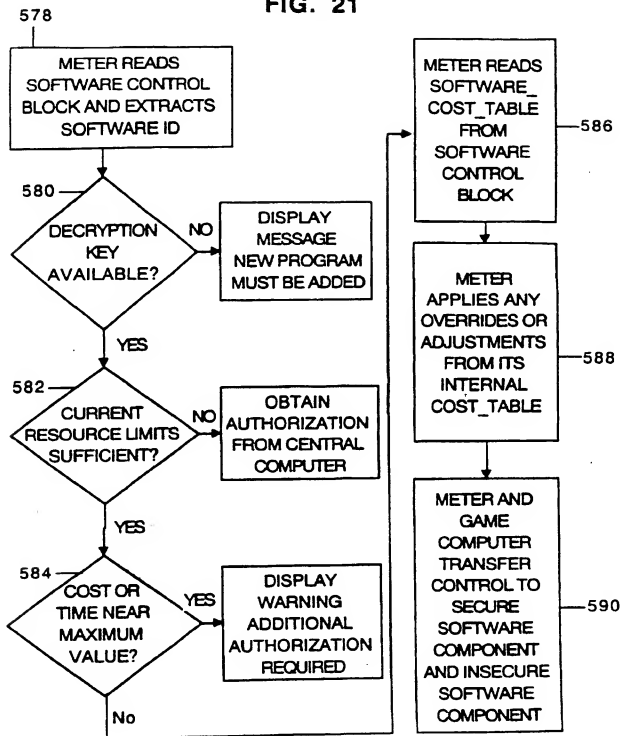 FIG. 21
578
METER READS
SOFTWARE CONTROL
BLOCK AND EXTRACTS
SOFTWARE ID
580
DECRYPTION
KEY
AVAILABLE?
NO
DISPLAY
MESSAGE
NEW PROGRAM
MUST BE ADDED
YES
582
CURRENT
RESOURCE LIMITS
SUFFICIENT?
NO
OBTAIN
AUTHORIZATION
FROM CENTRAL
COMPUTER
YES
584
COST OR
TIME NEAR
MAXIMUM
VALUE?
YES
DISPLAY
WARNING
ADDITIONAL
AUTHORIZATION
REQUIRED
No
METER READS
SOFTWARE_
COST_TABLE
FROM
SOFTWARE
CONTROL
BLOCK
586
METER
APPLIES ANY
OVERRIDES OR
ADJUSTMENTS
FROM ITS
INTERNAL
COST_TABLE
588
METER AND
GAME
COMPUTER
TRANSFER
CONTROL TO
SECURE
SOFTWARE
COMPONENT
AND INSECURE
SOFTWARE
COMPONENT
590